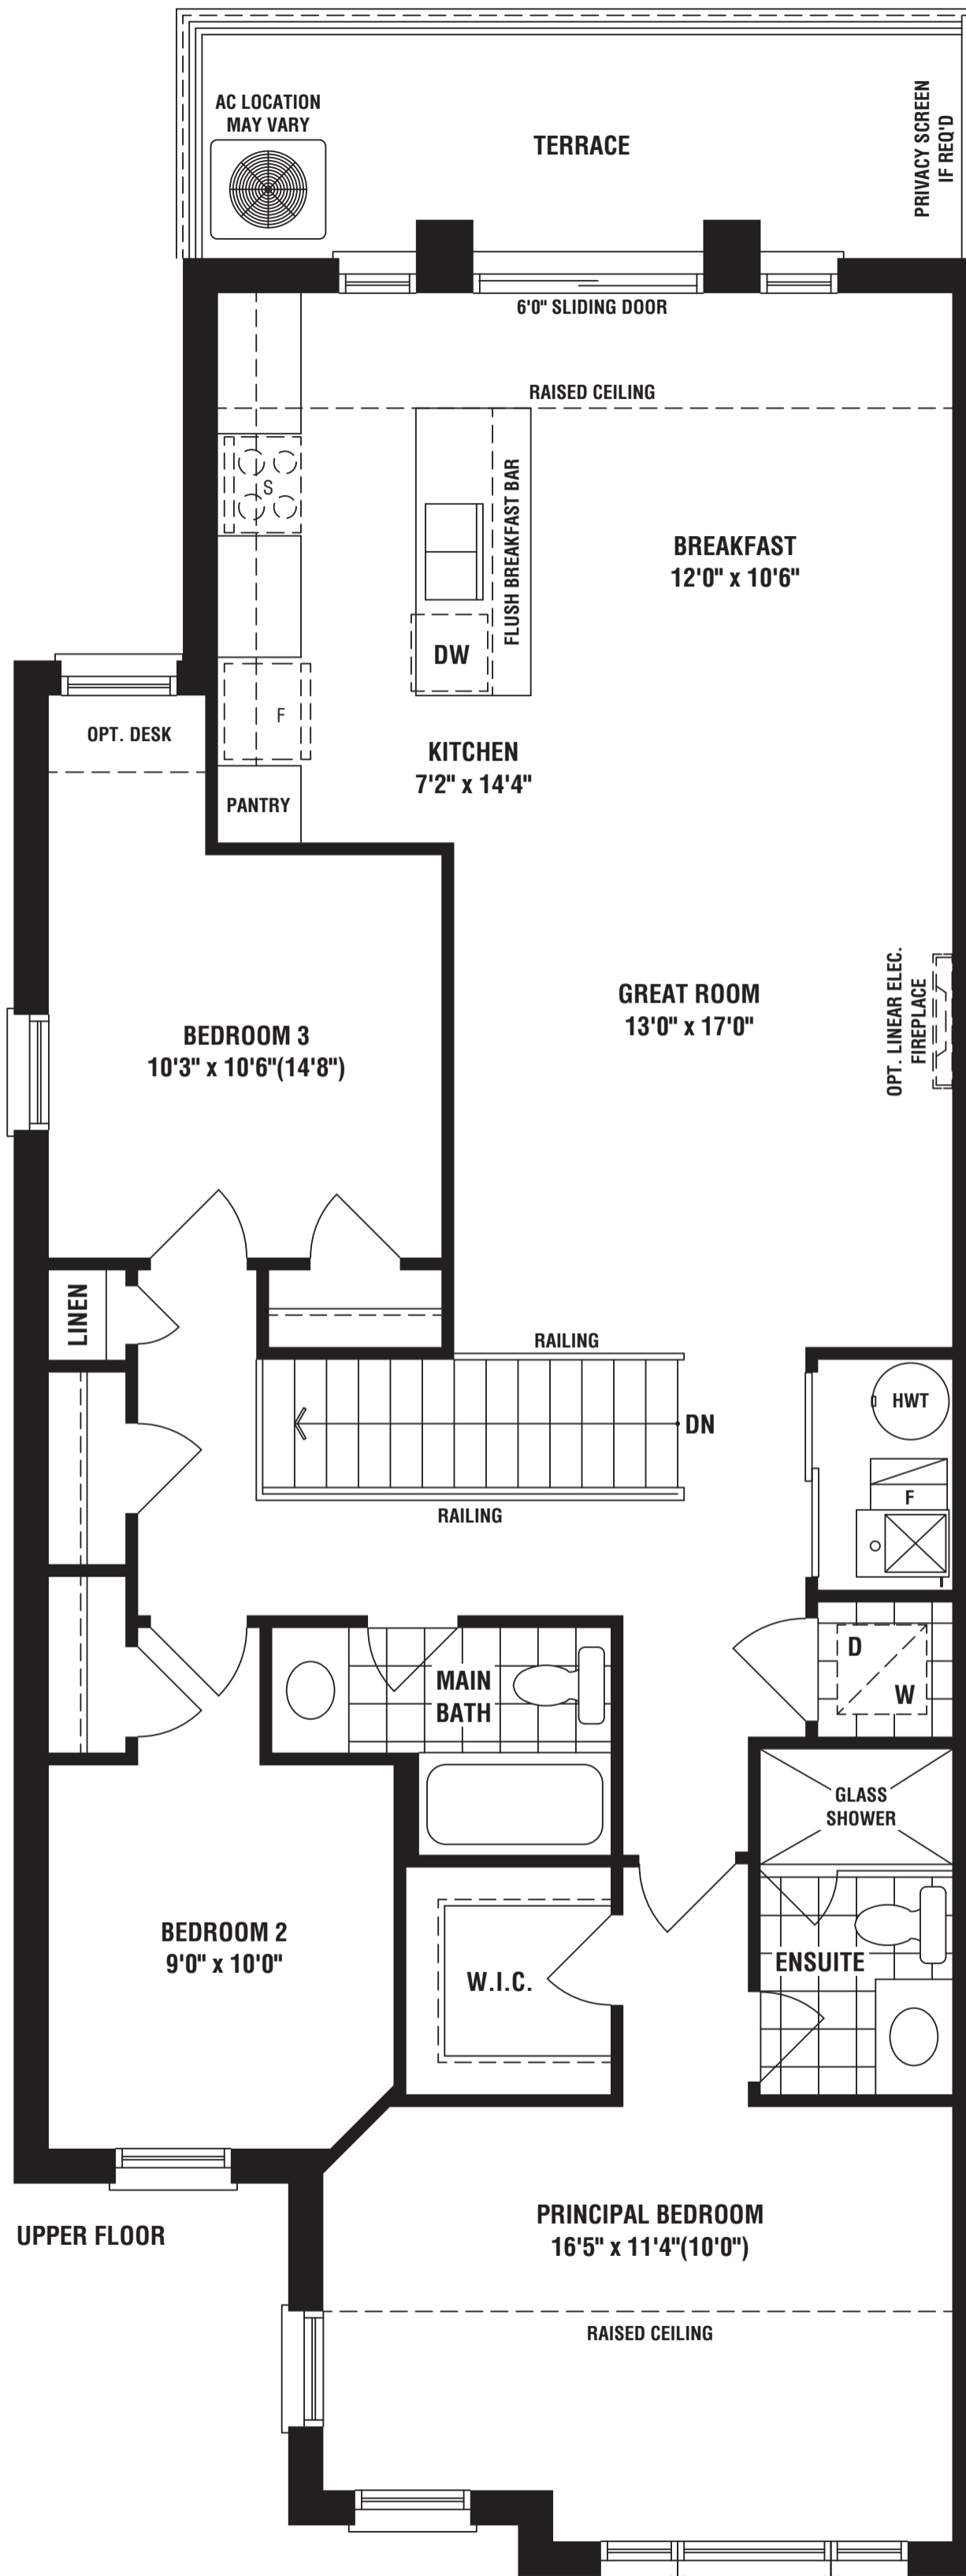 AC LOCATION
MAY VARY
TERRACE
PRIVACY SCREEN
IF REQ'D
6'0" SLIDING DOOR
RAISED CEILING
S
FLUSH BREAKFAST BAR
BREAKFAST
12'0" x 10'6"
DW
F
OPT. DESK
KITCHEN
7'2" x 14'4"
PANTRY
GREAT ROOM
13'0" x 17'0"
OPT. LINEAR ELEC.
FIREPLACE
BEDROOM 3
10'3" x 10'6"(14'8")
LINEN
RAILING
HWT
DN
F
RAILING
D
W
MAIN
BATH
GLASS
SHOWER
BEDROOM 2
9'0" x 10'0"
W.I.C.
ENSUITE
PRINCIPAL BEDROOM
16'5" x 11'4"(10'0")
UPPER FLOOR
RAISED CEILING